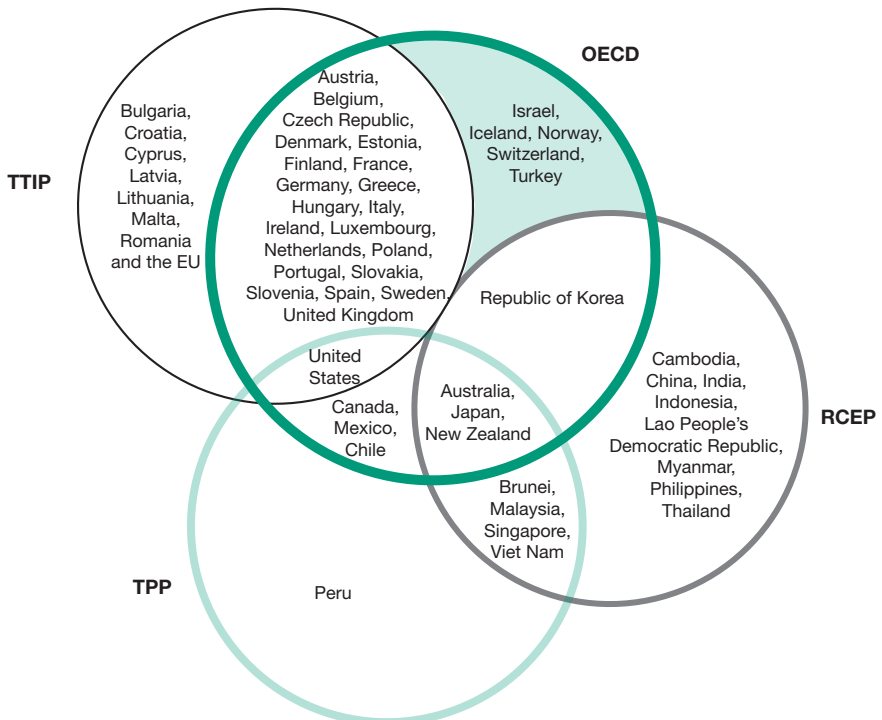 OECD
TTIP
Bulgaria,
Croatia,
Cyprus,
Latvia,
Lithuania,
Malta,
Romania
and the EU
Austria,
Belgium,
Czech Republic,
Denmark, Estonia,
Finland, France,
Germany, Greece,
Hungary, Italy,
Ireland, Luxembourg,
Netherlands, Poland,
Portugal, Slovakia,
Slovenia, Spain, Sweden,
United Kingdom
Israel,
Iceland, Norway,
Switzerland,
Turkey
Republic of Korea
United
States
Canada,
Mexico,
Chile
Australia,
Japan,
New Zealand
Cambodia,
China, India,
Indonesia,
Lao People's
Democratic Republic,
Myanmar,
Philippines,
Thailand
RCEP
Brunei,
Malaysia,
Singapore,
Viet Nam
TPP
Peru